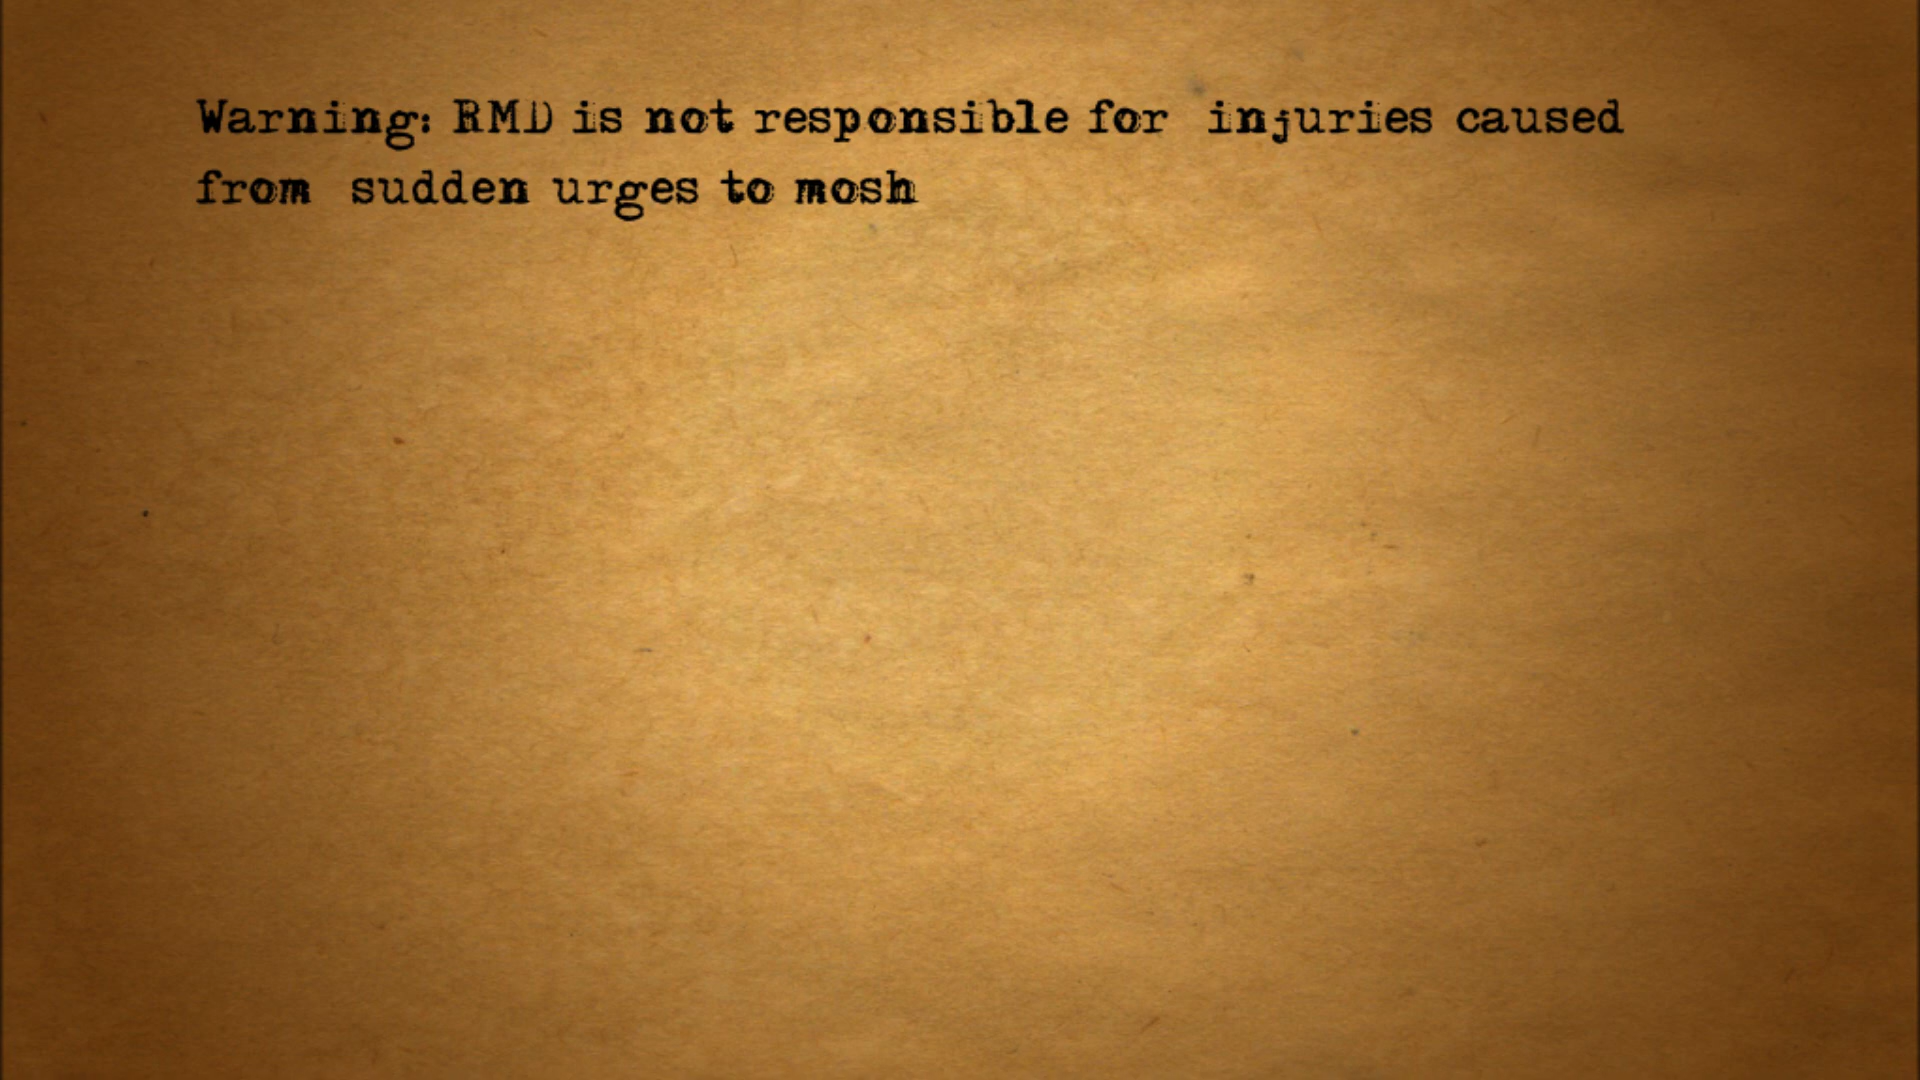 Warning: RMD is not responsible for injuries caused
from sudden urges to mosh